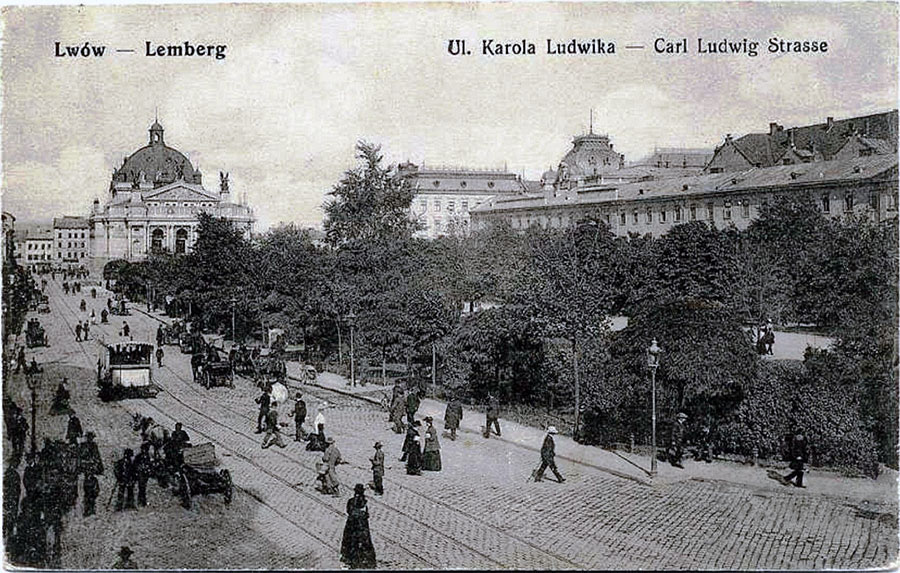 Lwów — Lemberg
Ul. Karola Ludwika — Carl Ludwig Strasse